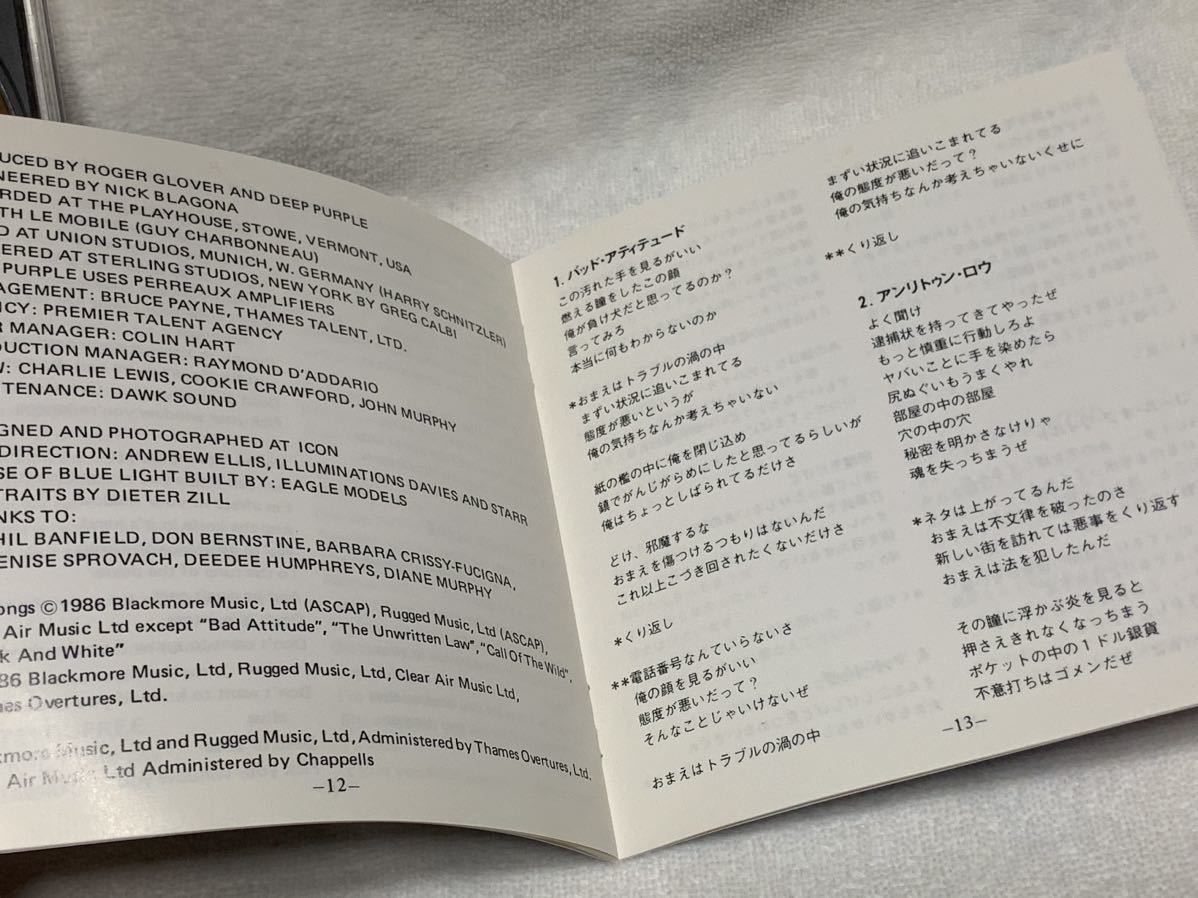 UCED BY ROGER GLOVER AND DEEP PURPLE
NEERED BY NICK BLAGONA
RDED AT THE PLAYHOUSE, STOWE, VERMONT, USA
TH LE MOBILE (GUY CHARBONNEAU)
D AT UNION STUDIOS, MUNICH, W. GERMANY (HARRY SCHNITZLER)
ERED AT STERLING STUDIOS, NEW YORK BY GREG CALBI
PURPLE USES PERREAUX AMPLIFIERS
AGEMENT: BRUCE PAYNE, THAMES TALENT, LTD.
NCY: PREMIER TALENT AGENCY
R MANAGER: COLIN HART
DUCTION MANAGER: RAYMOND D'ADDARIO
W: CHARLIE LEWIS, COOKIE CRAWFORD, JOHN MURPHY
TENANCE: DAWK SOUND
GNED AND PHOTOGRAPHED AT ICON
DIRECTION: ANDREW ELLIS, ILLUMINATIONS DAVIES AND STARR
SE OF BLUE LIGHT BUILT BY: EAGLE MODELS
TRAITS BY DIETER ZILL
NKS TO:
HIL BANFIELD, DON BERNSTINE, BARBARA CRISSY-FUCIGNA,
ENISE SPROVACH, DEEDEE HUMPHREYS, DIANE MURPHY
ongs ©1986 Blackmore Music, Ltd (ASCAP), Rugged Music, Ltd (ASCAP),
Air Music Ltd except "Bad Attitude", "The Unwritten Law", "Call Of The Wild",
k And White"
86 Blackmore Music, Ltd, Rugged Music, Ltd, Clear Air Music Ltd,
mes Overtures, Ltd.
kmore Music, Ltd and Rugged Music, Ltd, Administered by Thames Overtures, Ltd.
Air Music Ltd Administered by Chappells
–12–
1. バッド・アティテュード
この汚れた手を見るがいい
燃える瞳をしたこの顔
俺が負け犬だと思ってるのか？
言ってみろ
本当に何もわからないのか
*おまえはトラブルの渦の中
まずい状況に追いこまれてる
態度が悪いというが
俺の気持ちなんか考えちゃいない
紙の檻の中に俺を閉じ込め
鎖でがんじがらめにしたと思ってるらしいが
俺はちょっとしばられてるだけさ
どけ、邪魔するな
おまえを傷つけるつもりはないんだ
これ以上こづき回されたくないだけさ
*くり返し
**電話番号なんていらないさ
俺の顔を見るがいい
態度が悪いだって？
そんなことじゃいけないぜ
おまえはトラブルの渦の中
まずい状況に追いこまれてる
俺の態度が悪いだって？
俺の気持ちなんか考えちゃいないくせに
**くり返し
2. アンリトゥン・ロウ
よく聞け
逮捕状を持ってきてやったぜ
もっと慎重に行動しろよ
ヤバいことに手を染めたら
尻ぬぐいもうまくやれ
部屋の中の部屋
穴の中の穴
秘密を明かさなけりゃ
魂を失っちまうぜ
*ネタは上がってるんだ
おまえは不文律を破ったのさ
新しい街を訪れては悪事をくり返す
おまえは法を犯したんだ
その瞳に浮かぶ炎を見ると
押さえきれなくなっちまう
ポケットの中の1ドル銀貨
不意打ちはゴメンだぜ
–13–